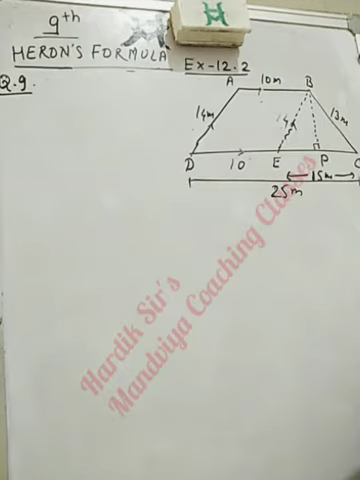 9th
HERON'S FORMULA
Ex-12.2
Q.9.
A 10m B
14m 14 13m
D 10 E P C
15m
25m
Hardik Sir's
Mandviya Coaching Classes